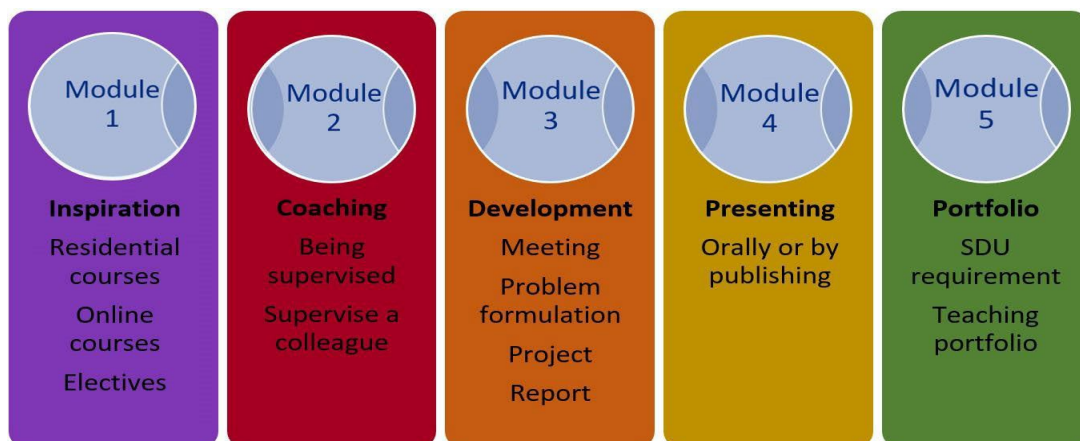 Module
1
Inspiration
Residential
courses
Online
courses
Electives
Module
2
Coaching
Being
supervised
Supervise a
colleague
Module
3
Development
Meeting
Problem
formulation
Project
Report
Module
4
Presenting
Orally or by
publishing
Module
5
Portfolio
SDU
requirement
Teaching
portfolio